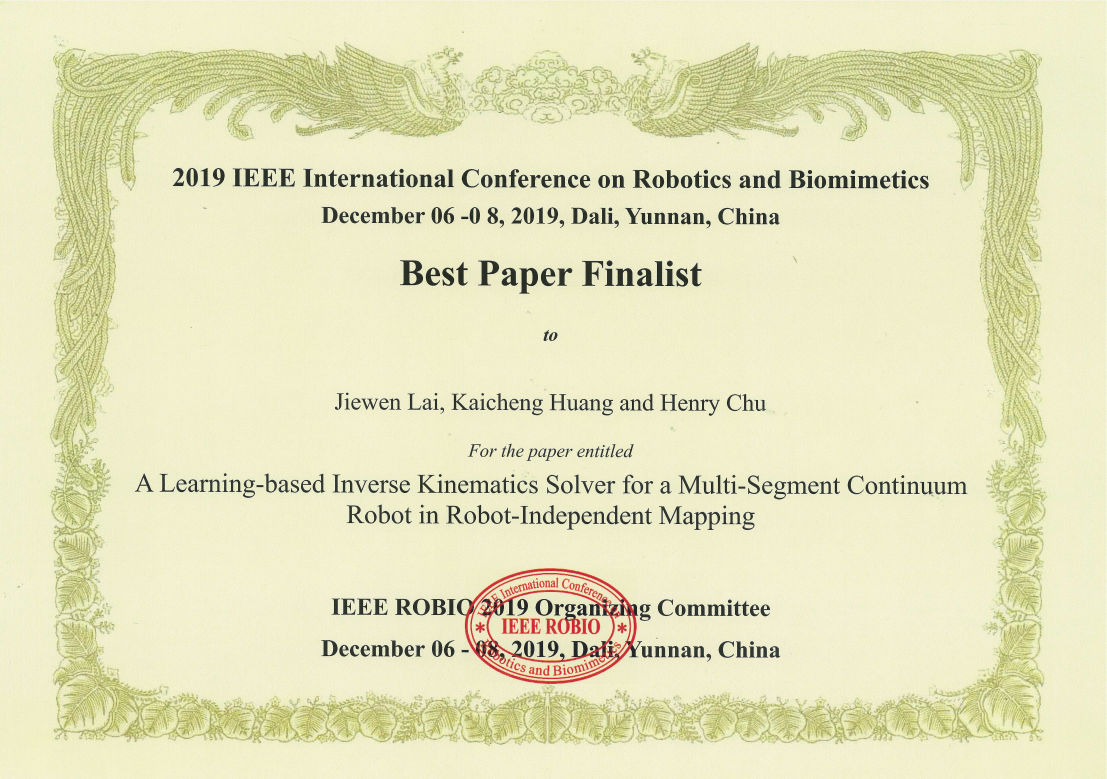 2019 IEEE International Conference on Robotics and Biomimetics
December 06 -0 8, 2019, Dali, Yunnan, China
Best Paper Finalist
to
Jiewen Lai, Kaicheng Huang and Henry Chu
For the paper entitled
A Learning-based Inverse Kinematics Solver for a Multi-Segment Continuum
Robot in Robot-Independent Mapping
IEEE ROBIO 2019 Organizing Committee
December 06 - 08, 2019, Dali, Yunnan, China
IEEE International Conference on
* IEEE ROBIO *
Robotics and Biomimetics